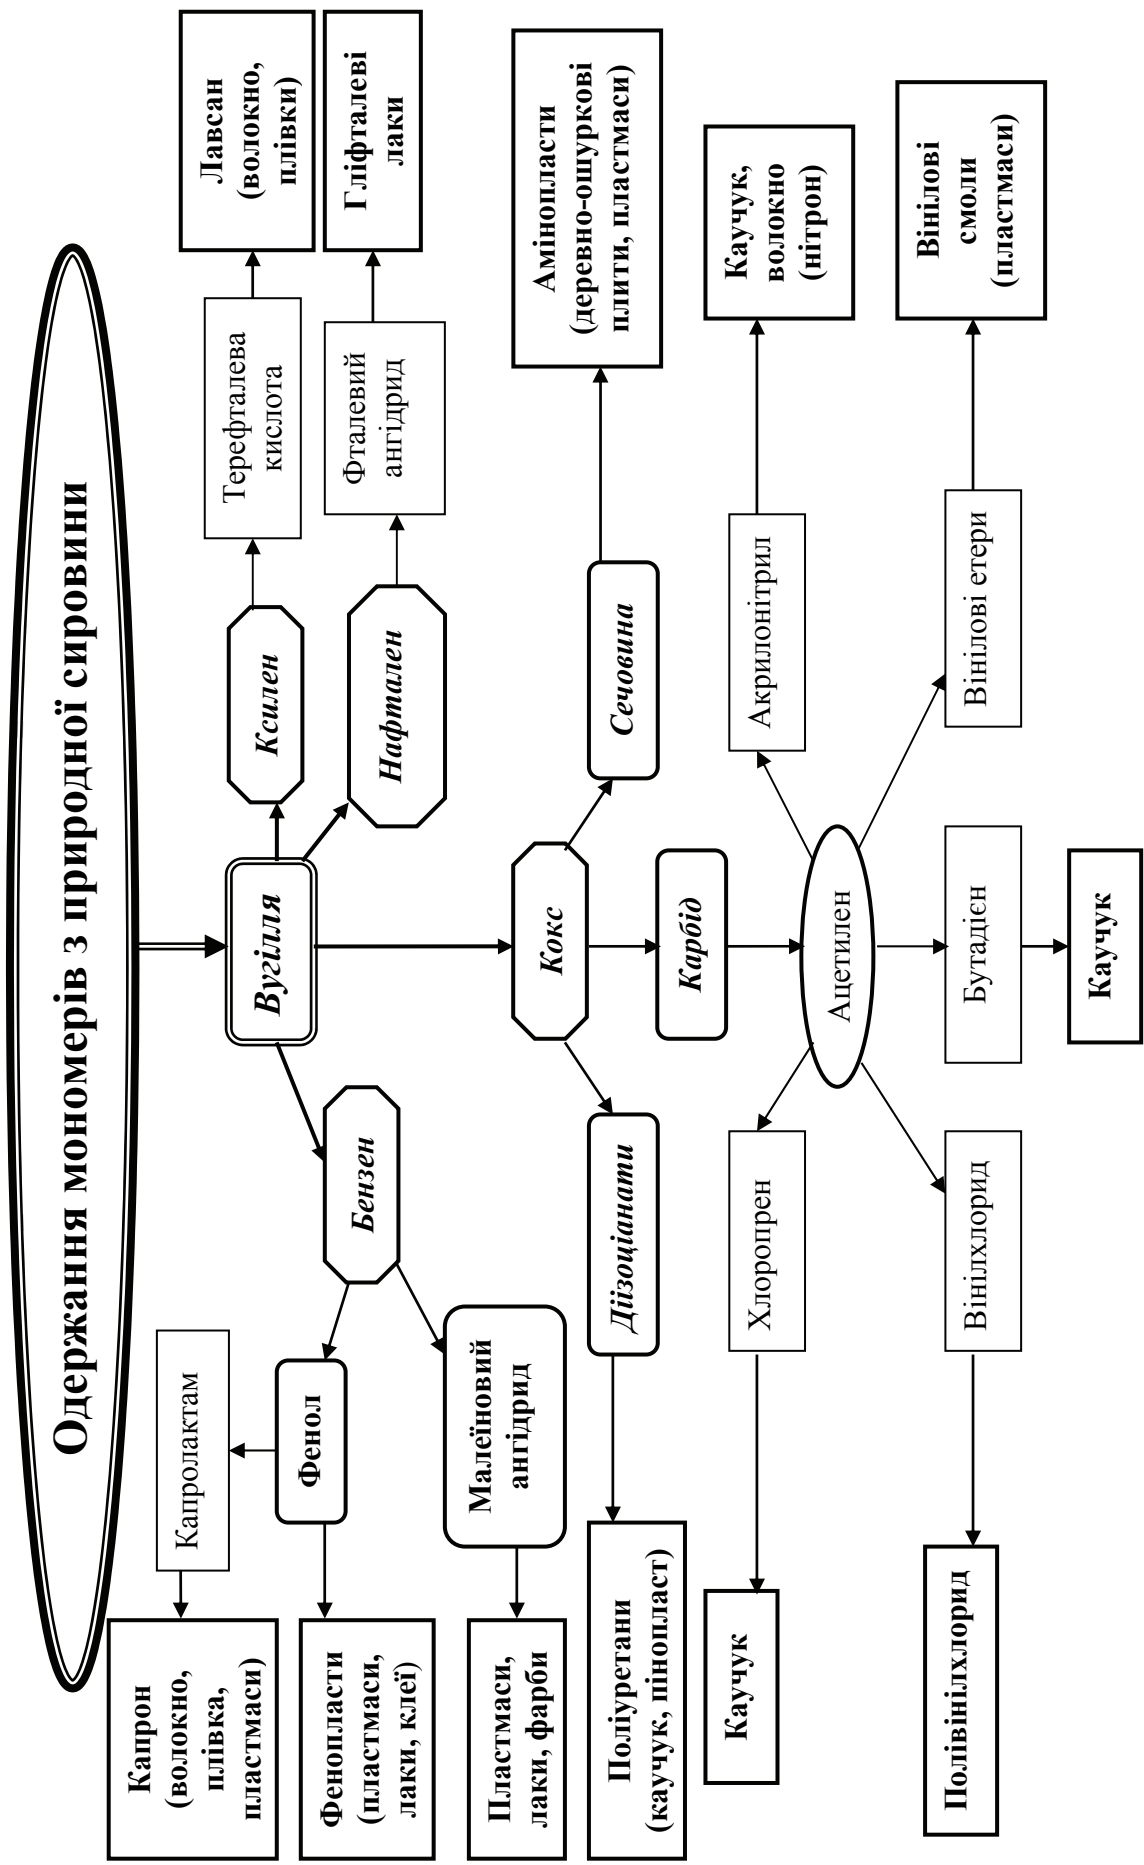 Одержання мономерів з природної сировини
Капрон
(волокно,
плівка,
пластмаси)
Капролактам
Терефталева
кислота
Лавсан
(волокно,
плівки)
Вугілля
Ксилен
Фенопласти
(пластмаси,
лаки, клеї)
Фенол
Бензен
Нафтален
Фталевий
ангідрид
Гліфталеві
лаки
Пластмаси,
лаки, фарби
Малеїновий
ангідрид
Кокс
Амінопласти
(деревно-ошуркові
плити, пластмаси)
Поліуретани
(каучук, пінопласт)
Діізоціанати
Карбід
Сечовина
Каучук
Хлоропрен
Ацетилен
Акрилонітрил
Каучук,
волокно
(нітрон)
Полівінілхлорид
Вінілхлорид
Бутадієн
Вінілові етери
Вінілові
смоли
(пластмаси)
Каучук